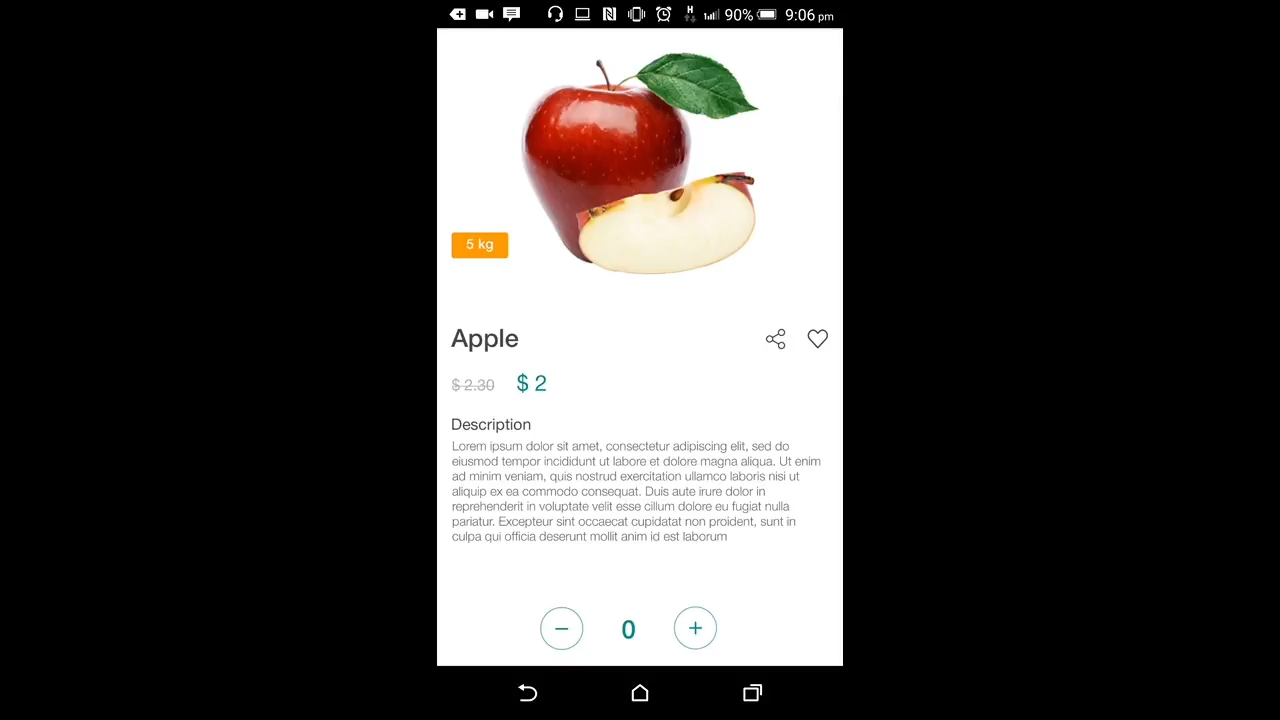 H 90% 9:06 pm
5 kg
Apple
$ 2.30 $ 2
Description
Lorem ipsum dolor sit amet, consectetur adipiscing elit, sed do
eiusmod tempor incididunt ut labore et dolore magna aliqua. Ut enim
ad minim veniam, quis nostrud exercitation ullamco laboris nisi ut
aliquip ex ea commodo consequat. Duis aute irure dolor in
reprehenderit in voluptate velit esse cillum dolore eu fugiat nulla
pariatur. Excepteur sint occaecat cupidatat non proident, sunt in
culpa qui officia deserunt mollit anim id est laborum
− 0 +